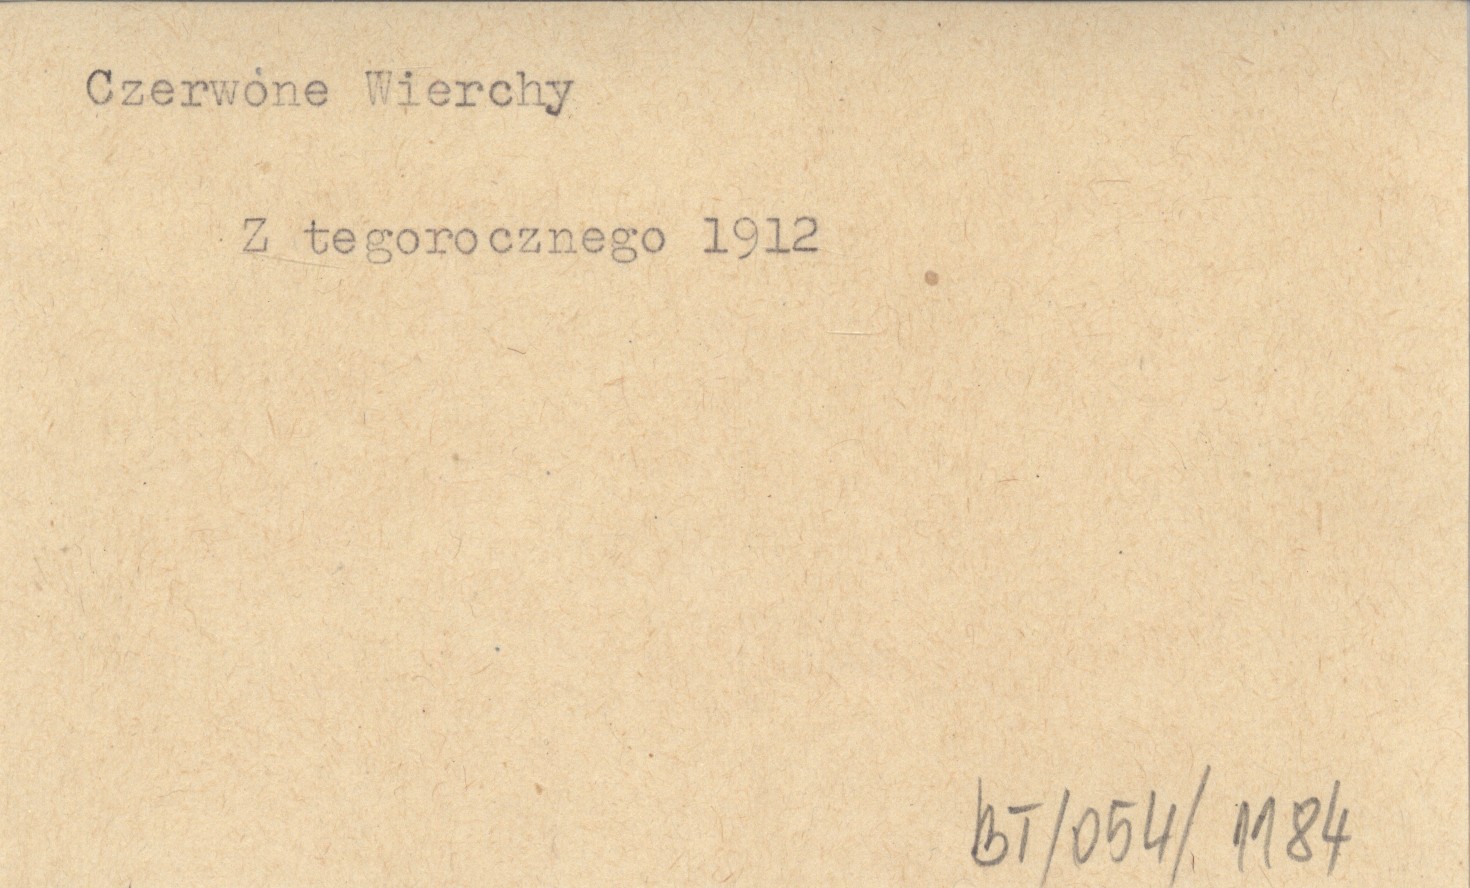 Czerwóne Wierchy
Z tegorocznego 1912
BT/054/1184